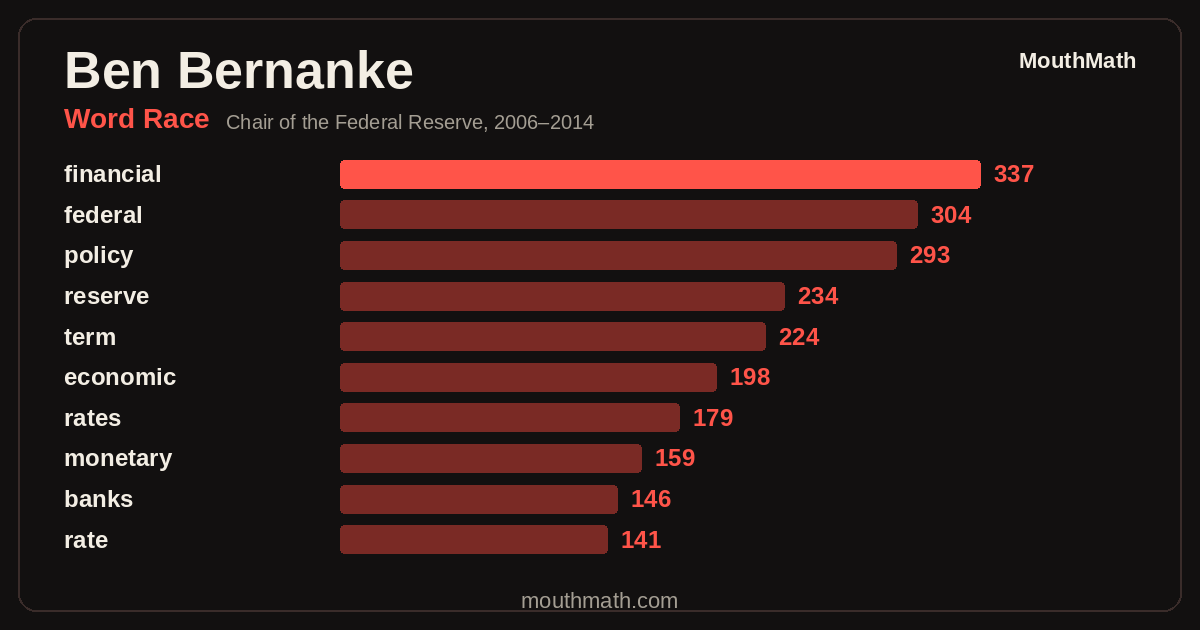 Ben Bernanke
MouthMath
Word Race Chair of the Federal Reserve, 2006–2014
financial 337
federal 304
policy 293
reserve 234
term 224
economic 198
rates 179
monetary 159
banks 146
rate 141
mouthmath.com